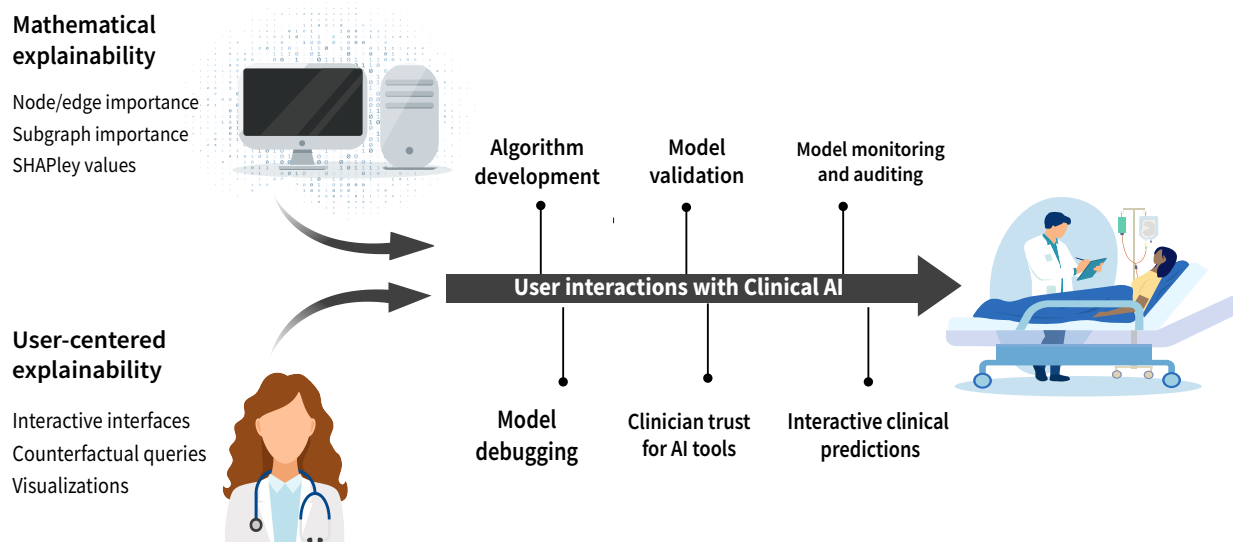 Mathematical
explainability
Node/edge importance
Subgraph importance
SHAPley values
User-centered
explainability
Interactive interfaces
Counterfactual queries
Visualizations
Algorithm
development
Model
validation
Model monitoring
and auditing
User interactions with Clinical AI
Model
debugging
Clinician trust
for AI tools
Interactive clinical
predictions